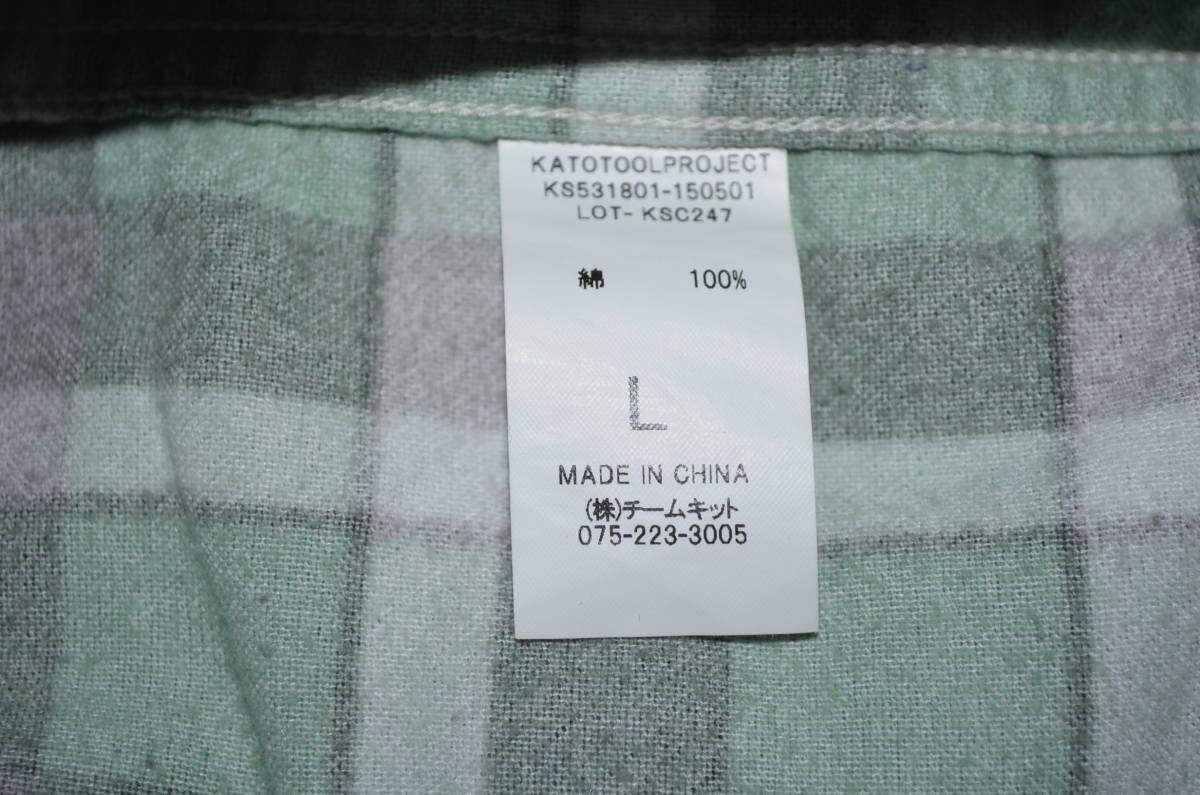 KATOTOOLPROJECT
KS531801-150501
LOT- KSC247
綿 100%
L
MADE IN CHINA
(株)チームキット
075-223-3005